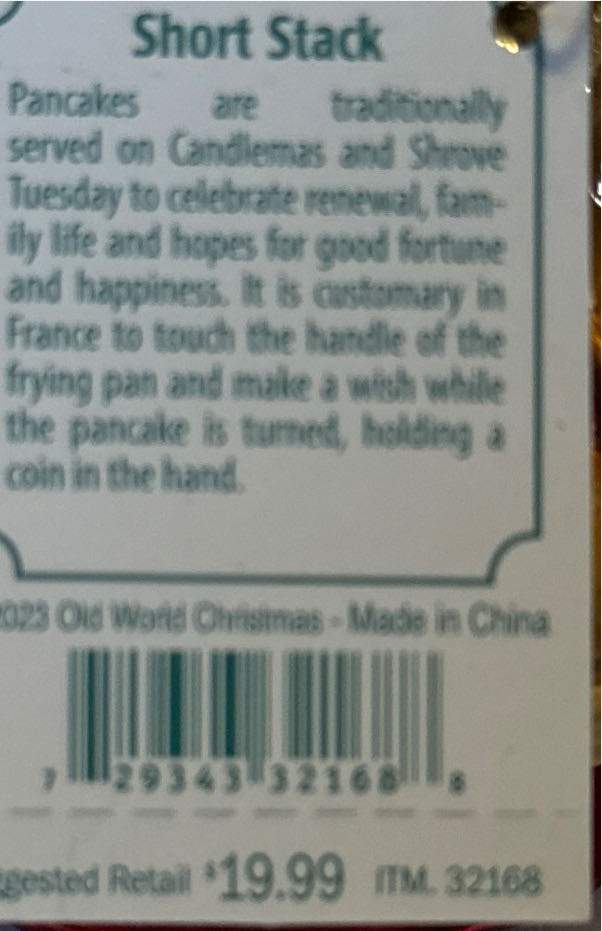 Short Stack
Pancakes are traditionally
served on Candlemas and Shrove
Tuesday to celebrate renewal, fam-
ily life and hopes for good fortune
and happiness. It is customary in
France to touch the handle of the
frying pan and make a wish while
the pancake is turned, holding a
coin in the hand.
2023 Old World Christmas - Made in China
7 29343 32168 8
ggested Retail $19.99 ITM. 32168